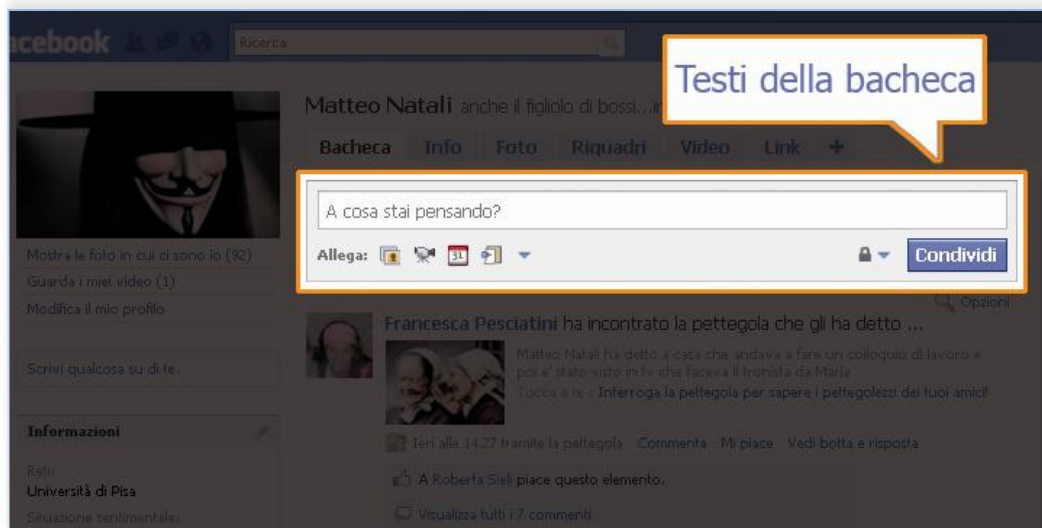 acebook
Ricerca
Testi della bacheca
Matteo Natali anche il figliolo di bossi...in
Bacheca Info Foto Riquadri Video Link +
A cosa stai pensando?
Allega: 31 Condividi
Mostra le foto in cui ci sono io (92)
Guarda i miei video (1)
Modifica il mio profilo
Opzioni
Francesca Pesciatini ha incontrato la pettegola che gli ha detto ...
Matteo Natali ha detto a casa che andava a fare un colloquio di lavoro e
poi e' stato visto in tv che faceva il tronista da Maria
Tocca a te : Interroga la pettegola per sapere i pettegolezzi dei tuoi amici!
Scrivi qualcosa su di te.
Informazioni
Ieri alle 14.27 tramite la pettegola Commenta Mi piace Vedi botta e risposta
Reti:
Università di Pisa
Situazione sentimentale:
A Roberta Sieli piace questo elemento.
Visualizza tutti i 7 commenti